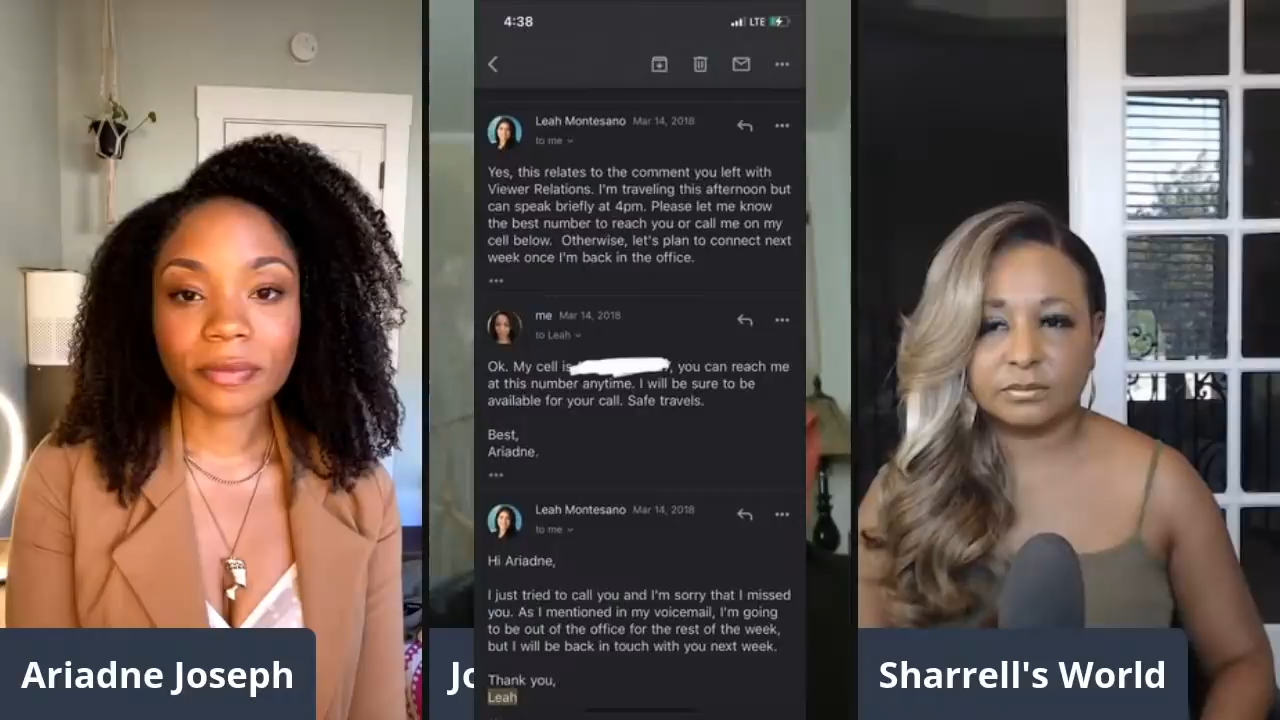 4:38
LTE
Leah Montesano Mar 14, 2018
to me
Yes, this relates to the comment you left with
Viewer Relations. I'm traveling this afternoon but
can speak briefly at 4pm. Please let me know
the best number to reach you or call me on my
cell below. Otherwise, let's plan to connect next
week once I'm back in the office.
me Mar 14, 2018
to Leah
Ok. My cell is , you can reach me
at this number anytime. I will be sure to be
available for your call. Safe travels.
Best,
Ariadne.
Leah Montesano Mar 14, 2018
to me
Hi Ariadne,
I just tried to call you and I'm sorry that I missed
you. As I mentioned in my voicemail, I'm going
to be out of the office for the rest of the week,
but I will be back in touch with you next week.
Thank you,
Leah
Ariadne Joseph
Jo
Sharrell's World